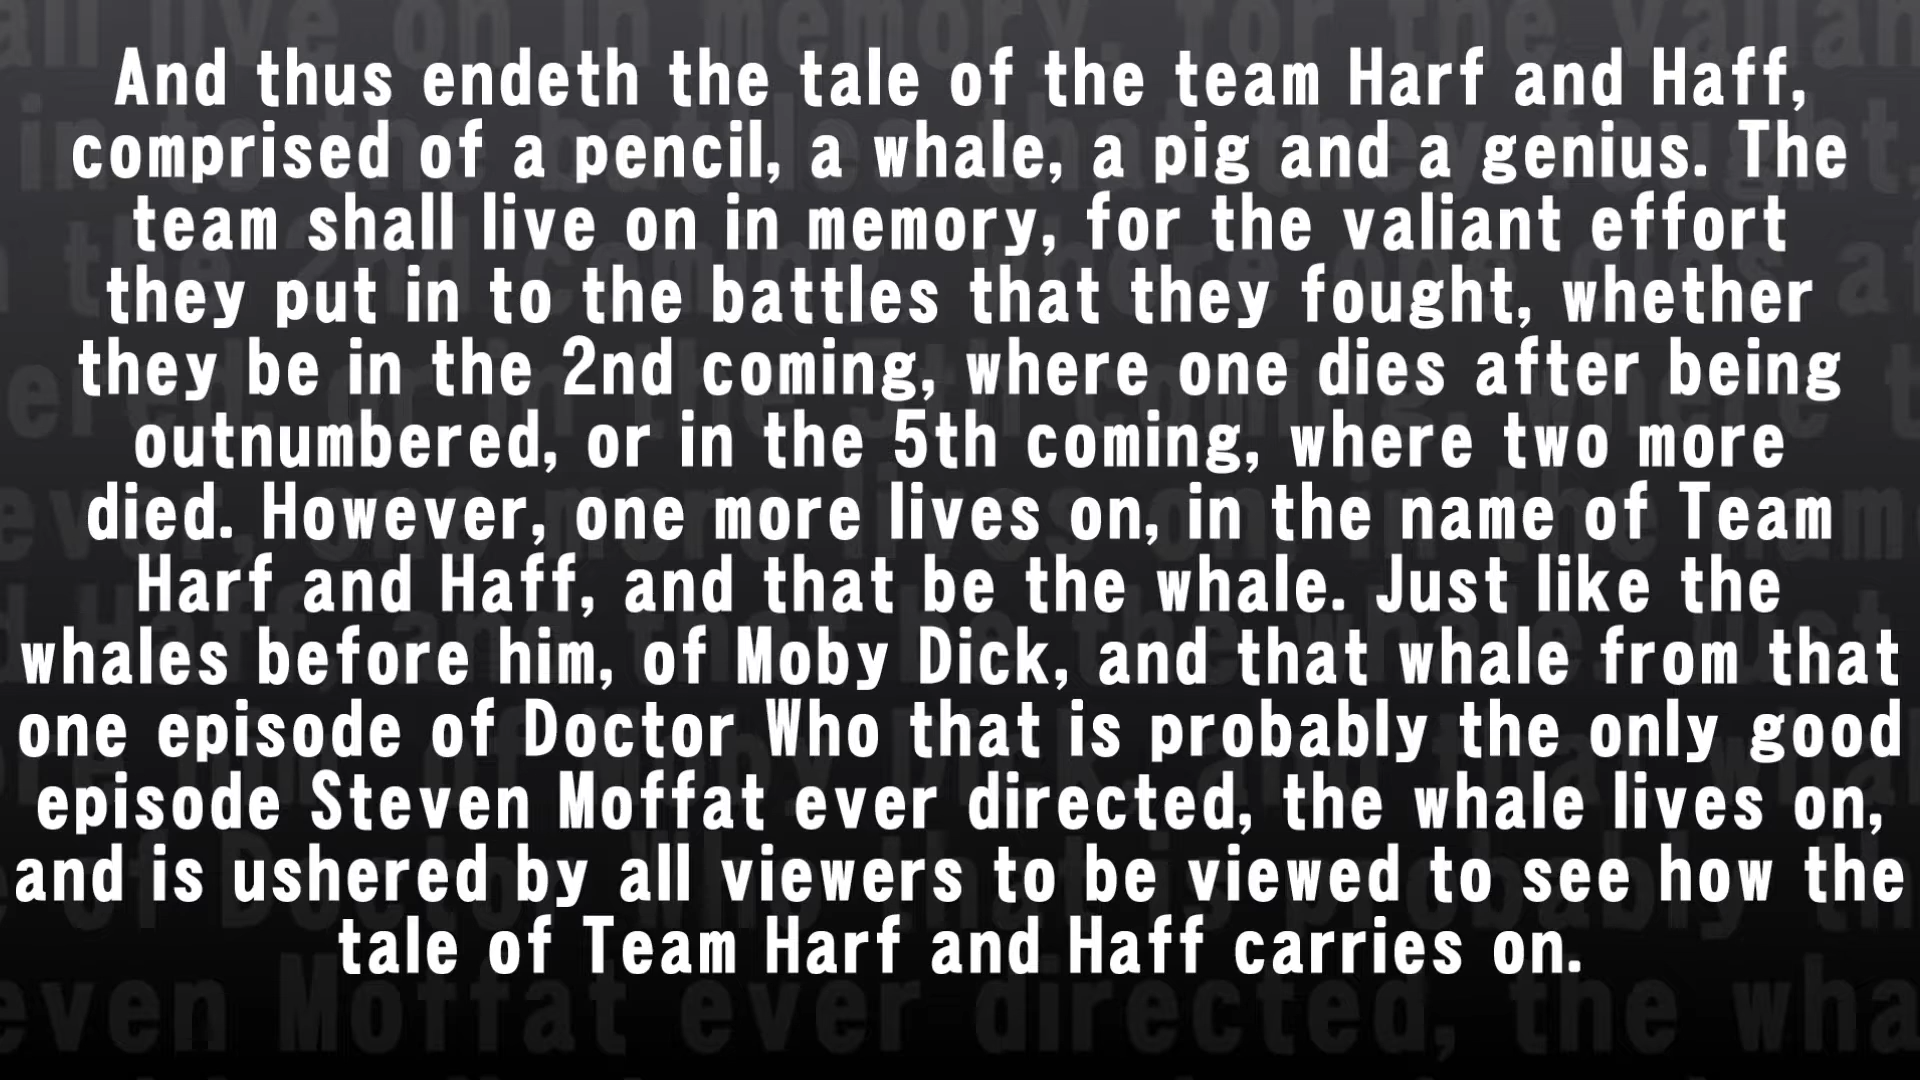 And thus endeth the tale of the team Harf and Haff,
comprised of a pencil, a whale, a pig and a genius. The
team shall live on in memory, for the valiant effort
they put in to the battles that they fought, whether
they be in the 2nd coming, where one dies after being
outnumbered, or in the 5th coming, where two more
died. However, one more lives on, in the name of Team
Harf and Haff, and that be the whale. Just like the
whales before him, of Moby Dick, and that whale from that
one episode of Doctor Who that is probably the only good
episode Steven Moffat ever directed, the whale lives on,
and is ushered by all viewers to be viewed to see how the
tale of Team Harf and Haff carries on.